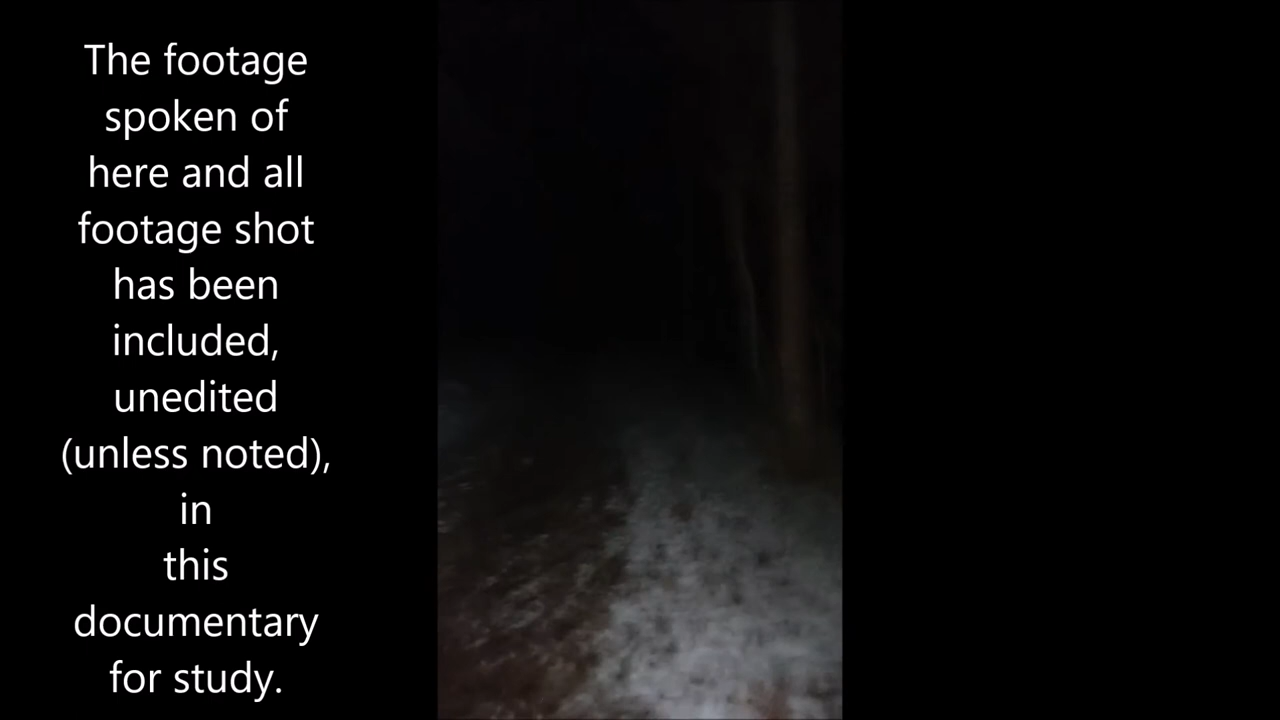 The footage
spoken of
here and all
footage shot
has been
included,
unedited
(unless noted),
in
this
documentary
for study.